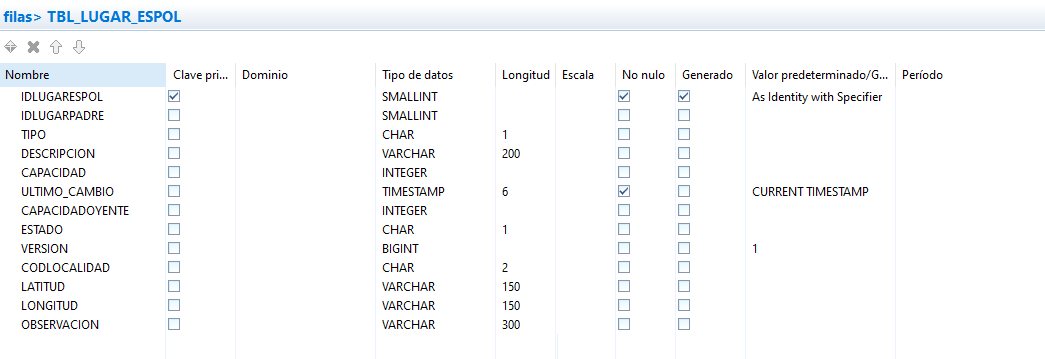 filas> TBL_LUGAR_ESPOL
Nombre Clave pri... Dominio Tipo de datos Longitud Escala No nulo Generado Valor predeterminado/G... Período
IDLUGARESPOL SMALLINT As Identity with Specifier
IDLUGARPADRE SMALLINT
TIPO CHAR 1
DESCRIPCION VARCHAR 200
CAPACIDAD INTEGER
ULTIMO_CAMBIO TIMESTAMP 6 CURRENT TIMESTAMP
CAPACIDADOYENTE INTEGER
ESTADO CHAR 1
VERSION BIGINT 1
CODLOCALIDAD CHAR 2
LATITUD VARCHAR 150
LONGITUD VARCHAR 150
OBSERVACION VARCHAR 300